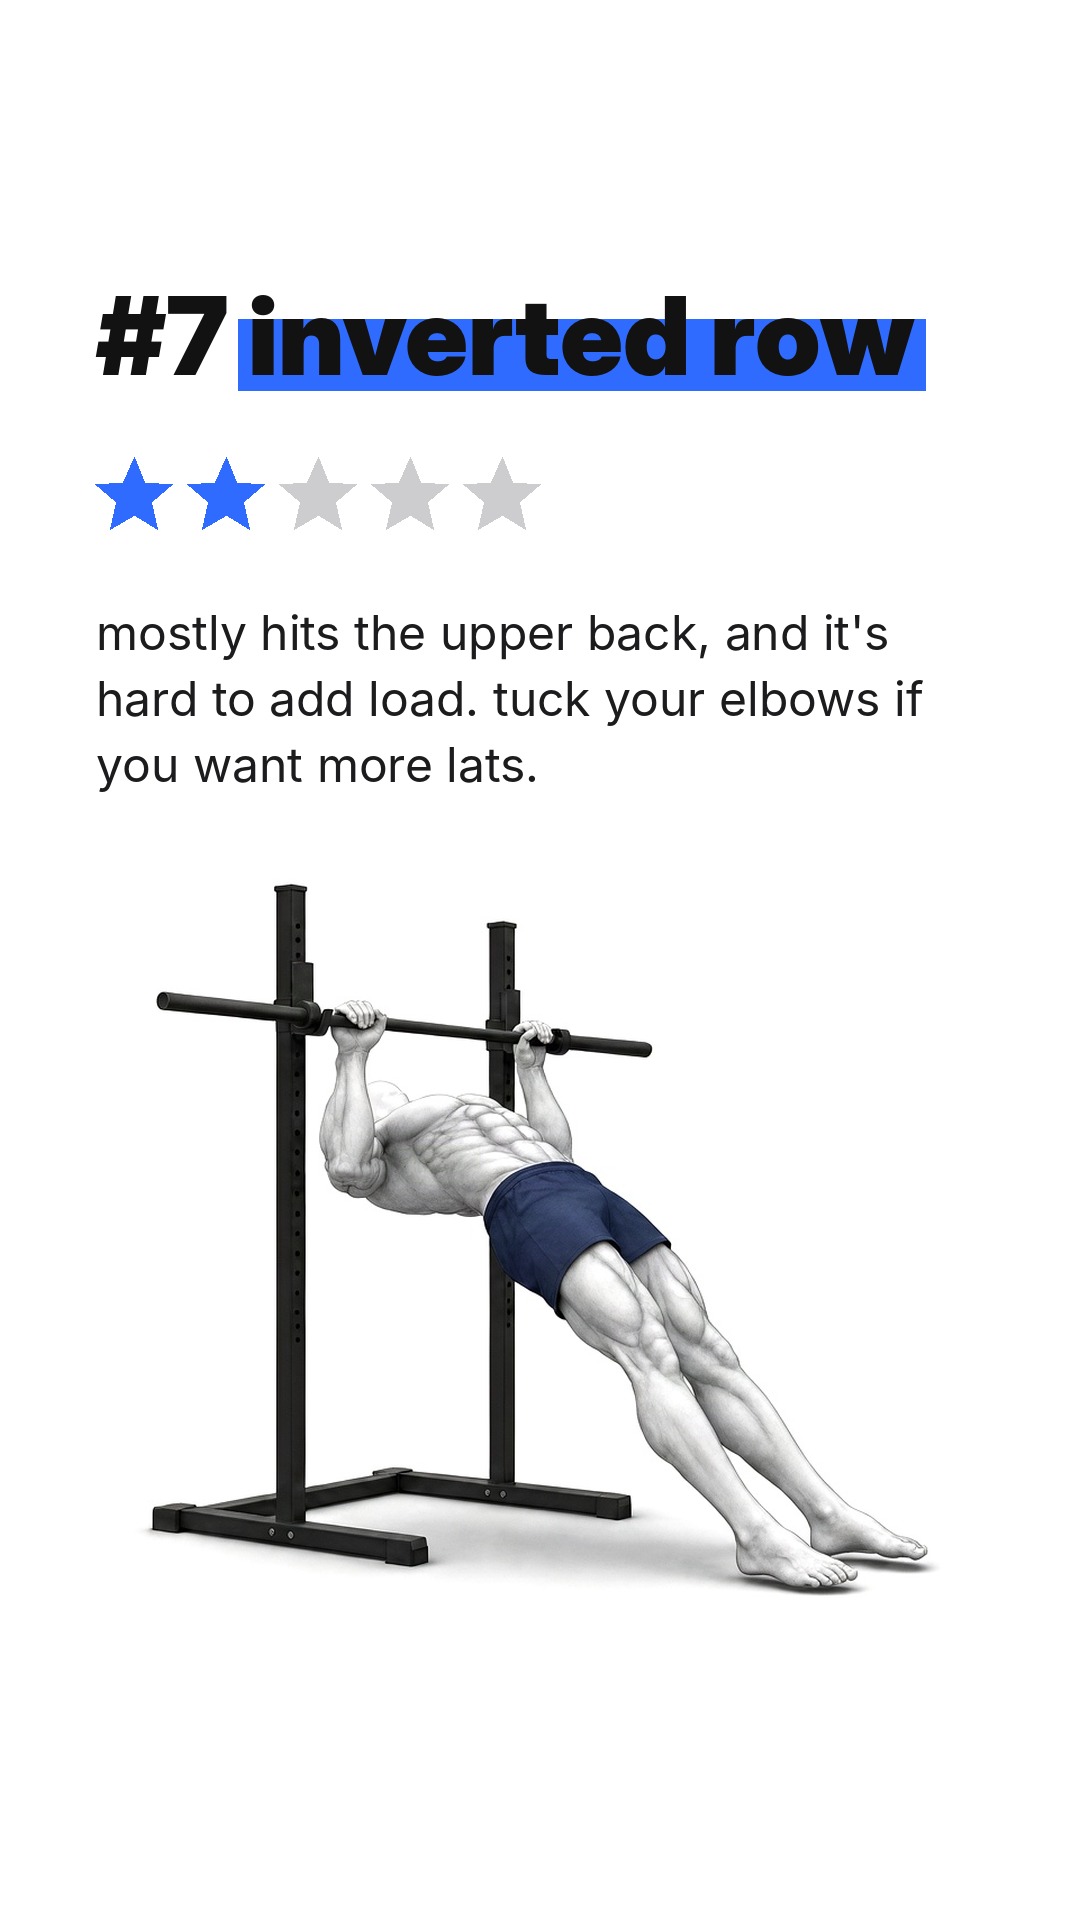 #7 inverted row
mostly hits the upper back, and it's
hard to add load. tuck your elbows if
you want more lats.